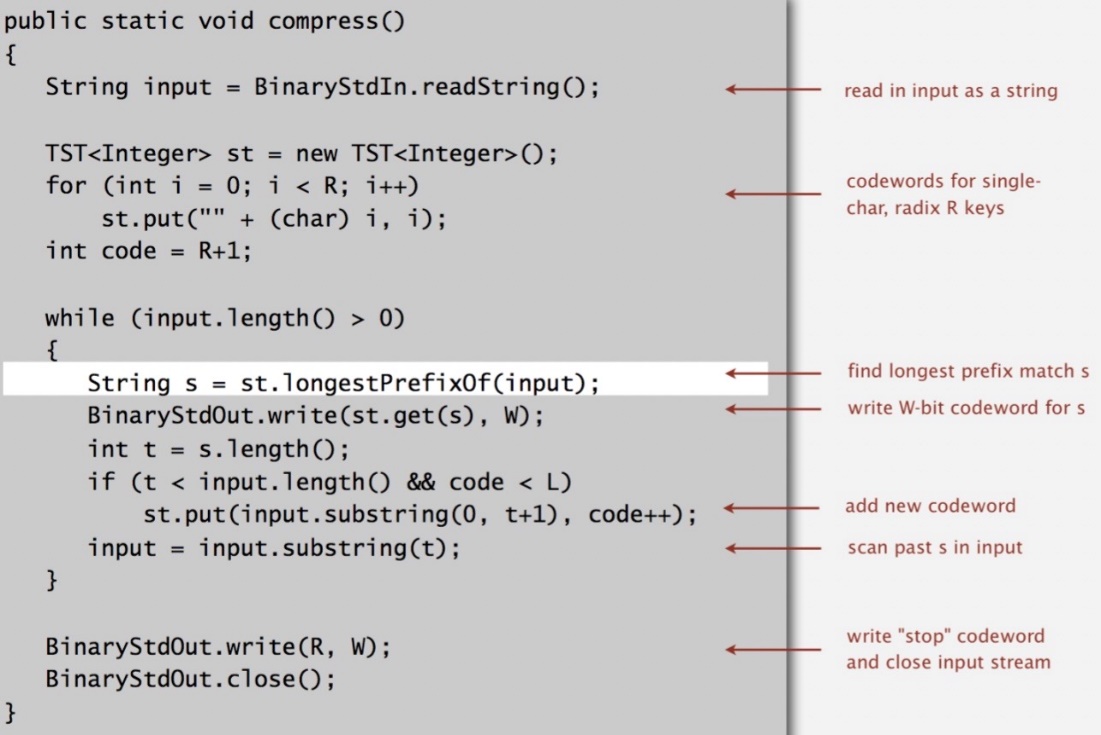 public static void compress()
{
String input = BinaryStdIn.readString();
read in input as a string
TST<Integer> st = new TST<Integer>();
for (int i = 0; i < R; i++)
codewords for single-
char, radix R keys
st.put("" + (char) i, i);
int code = R+1;
while (input.length() > 0)
{
String s = st.longestPrefixOf(input);
find longest prefix match s
BinaryStdOut.write(st.get(s), W);
write W-bit codeword for s
int t = s.length();
if (t < input.length() && code < L)
st.put(input.substring(0, t+1), code++);
add new codeword
input = input.substring(t);
scan past s in input
}
BinaryStdOut.write(R, W);
write "stop" codeword
and close input stream
BinaryStdOut.close();
}